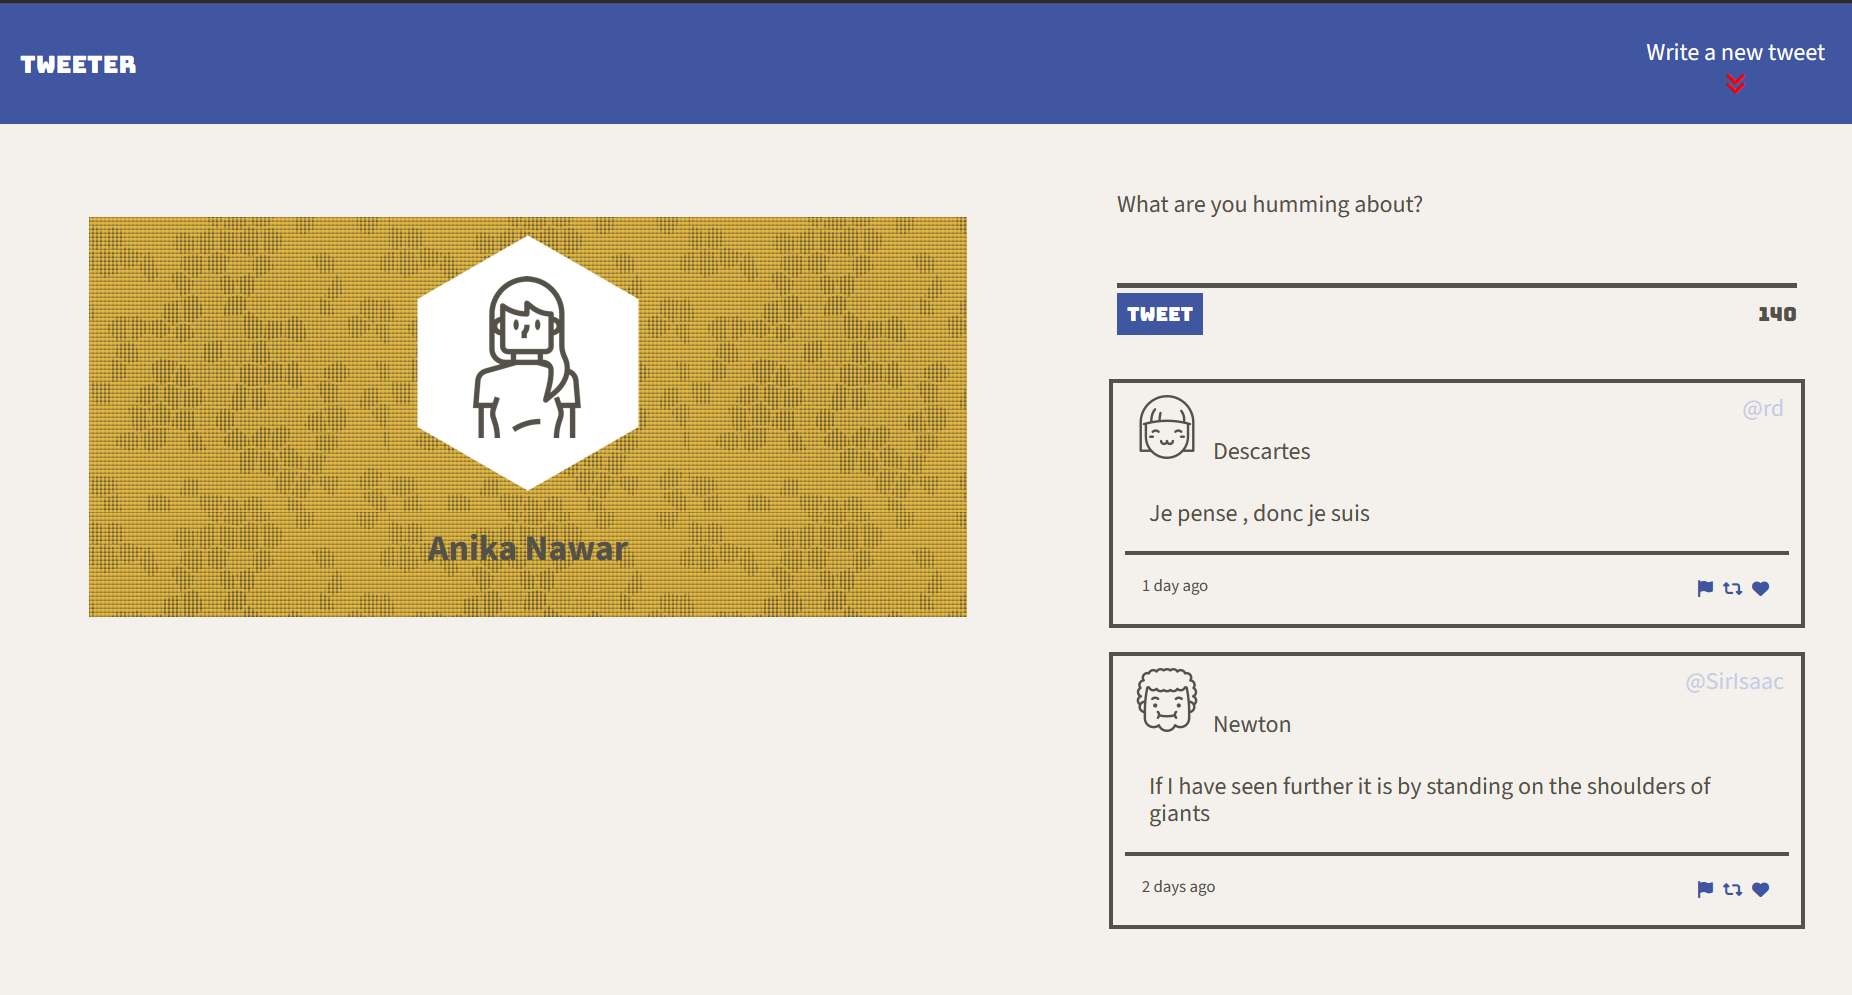 TWEETER
Write a new tweet
Anika Nawar
What are you humming about?
TWEET
140
@rd
Descartes
Je pense , donc je suis
1 day ago
@SirIsaac
Newton
If I have seen further it is by standing on the shoulders of
giants
2 days ago